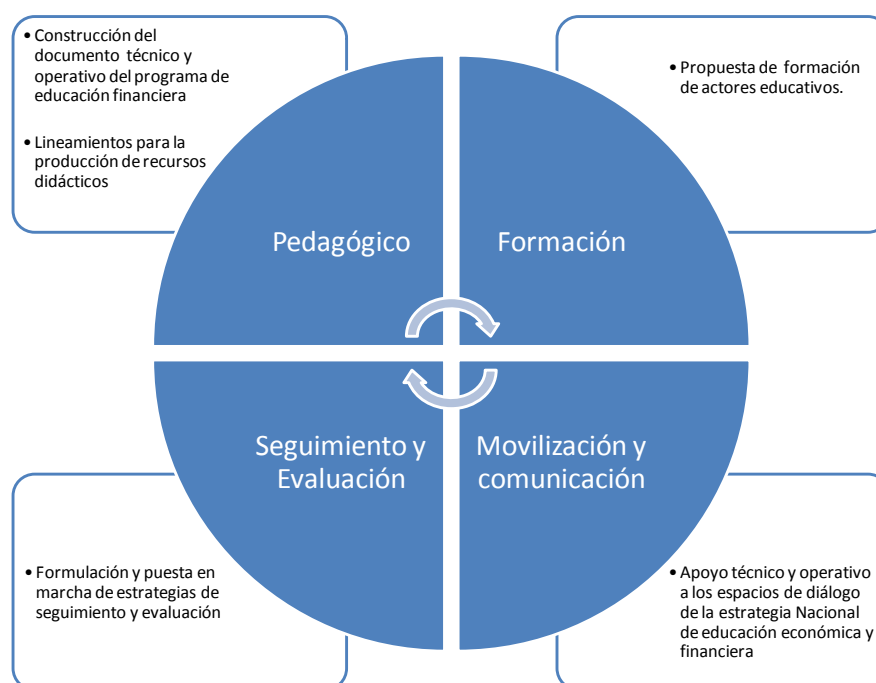 • Construcción del
documento técnico y
operativo del programa de
educación financiera
• Lineamientos para la
producción de recursos
didácticos
• Propuesta de formación
de actores educativos.
Pedagógico
Formación
Seguimiento y
Evaluación
Movilización y
comunicación
• Formulación y puesta en
marcha de estrategias de
seguimiento y evaluación
• Apoyo técnico y operativo
a los espacios de diálogo
de la estrategia Nacional
de educación económica y
financiera